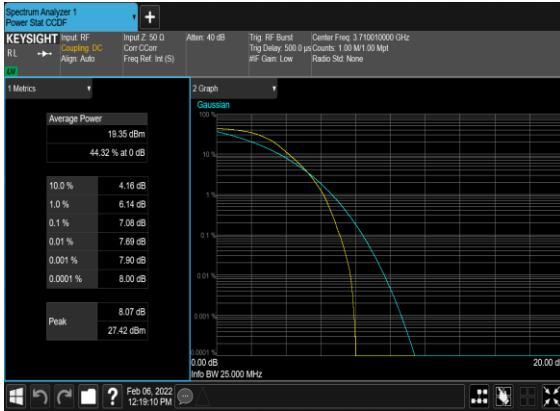 Spectrum Analyzer 1
Power Stat CCDF
KEYSIGHT
RL
Input: RF
Coupling: DC
Align: Auto
Input Z: 50 Ω
Corr CCorr
Freq Ref: Int (S)
Atten: 40 dB
Trig: RF Burst
Trig Delay: 500.0 µs
#IF Gain: Low
Center Freq: 3.710010000 GHz
Counts: 1.00 M/1.00 Mpt
Radio Std: None
1 Metrics
Average Power
19.35 dBm
44.32 % at 0 dB
10.0 % 4.16 dB
1.0 % 6.14 dB
0.1 % 7.08 dB
0.01 % 7.69 dB
0.001 % 7.90 dB
0.0001 % 8.00 dB
Peak
8.07 dB
27.42 dBm
2 Graph
Gaussian
100 %
10 %
1 %
0.1 %
0.01 %
0.001 %
0.0001 %
0.00 dB
20.00 d
Info BW 25.000 MHz
?
Feb 06, 2022
12:19:10 PM